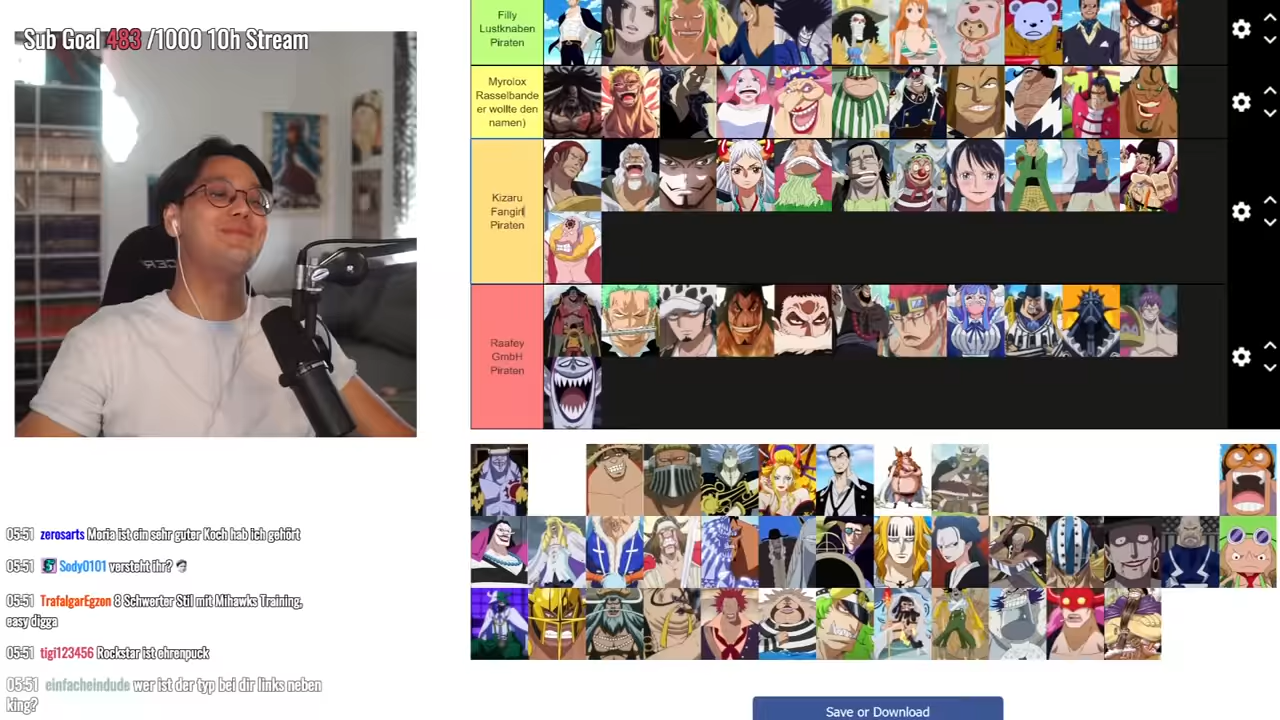 Sub Goal 483 /1000 10h Stream
Filly
Lustknaben
Piraten
Myrolox
Rasselbande
er wollte den
namen)
Kizaru
Fangirl
Piraten
Raafey
GmbH
Piraten
05:51 zerosarts Moria ist ein sehr guter Koch hab ich gehört
05:51 Sody0101 versteht ihr?
05:51 TrafalgarEgzon 8 Schwerter Stil mit Mihawks Training,
easy digga
05:51 tigi123456 Rockstar ist ehrenpuck
05:51 einfacheindude wer ist der typ bei dir links neben
king?
Save or Download